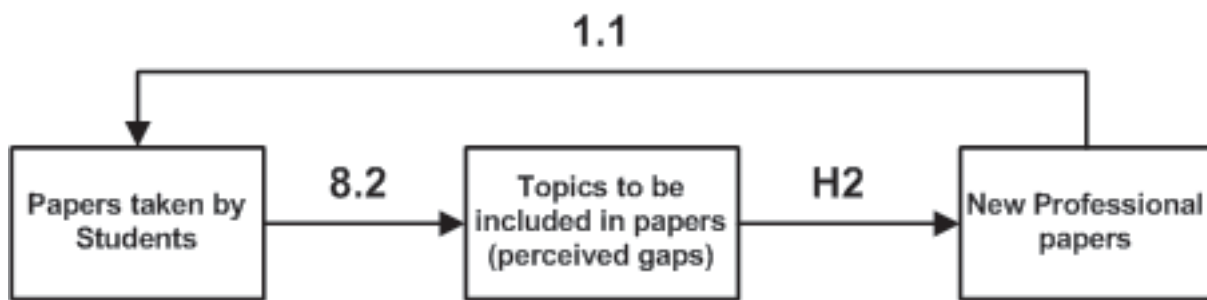 1.1
Papers taken by
Students
8.2
Topics to be
included in papers
(perceived gaps)
H2
New Professional
papers